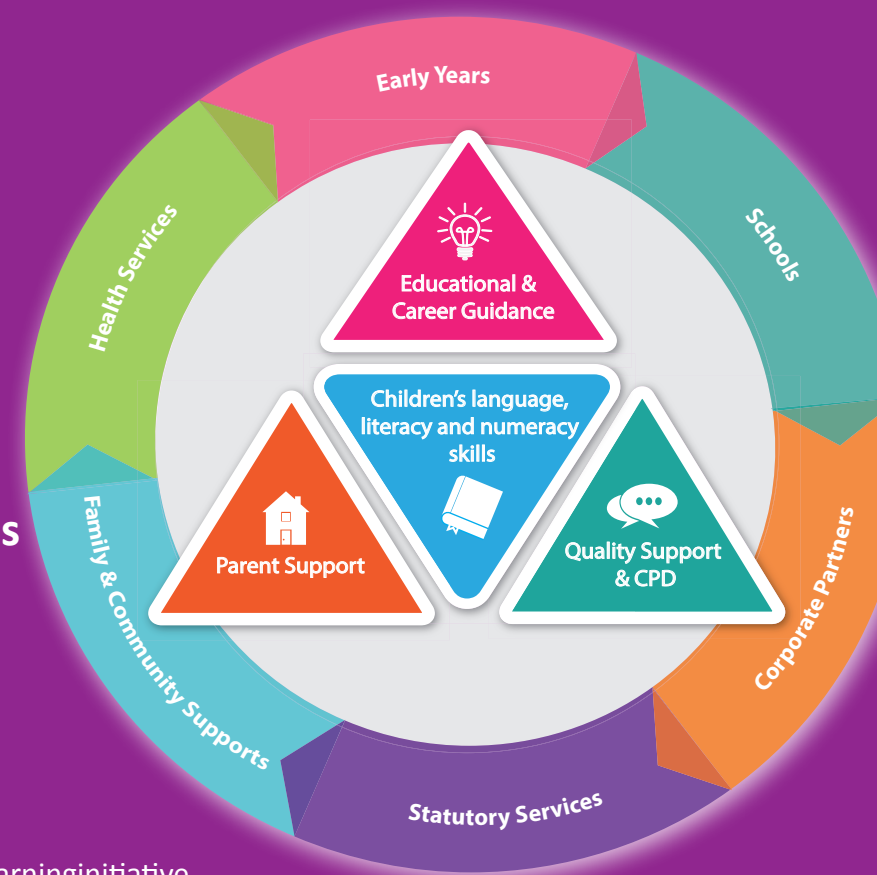 Early Years
Schools
Health Services
Educational &
Career Guidance
Children's language,
literacy and numeracy
skills
Parent Support
Quality Support
& CPD
Family & Community Supports
Corporate Partners
Statutory Services
s
arninginitiative